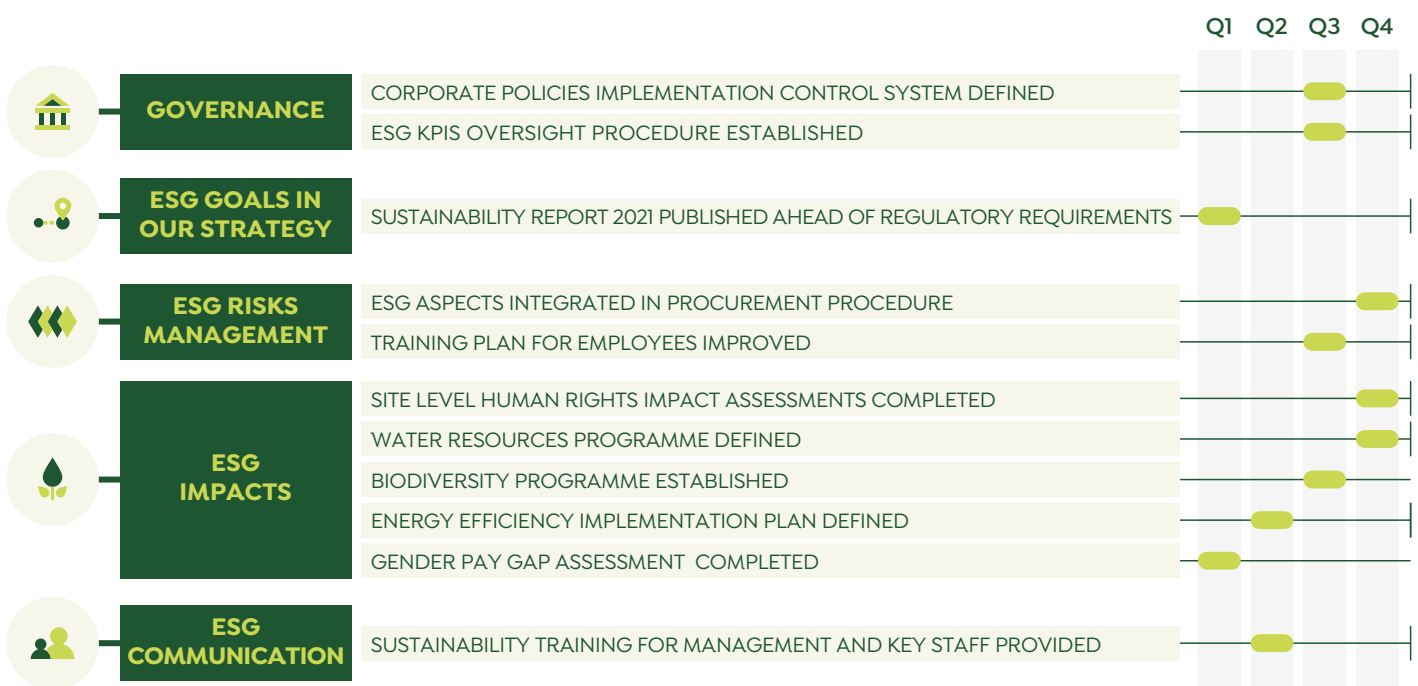 Q1 Q2 Q3 Q4
GOVERNANCE
CORPORATE POLICIES IMPLEMENTATION CONTROL SYSTEM DEFINED
ESG KPIS OVERSIGHT PROCEDURE ESTABLISHED
ESG GOALS IN
OUR STRATEGY
SUSTAINABILITY REPORT 2021 PUBLISHED AHEAD OF REGULATORY REQUIREMENTS
ESG RISKS
MANAGEMENT
ESG ASPECTS INTEGRATED IN PROCUREMENT PROCEDURE
TRAINING PLAN FOR EMPLOYEES IMPROVED
ESG
IMPACTS
SITE LEVEL HUMAN RIGHTS IMPACT ASSESSMENTS COMPLETED
WATER RESOURCES PROGRAMME DEFINED
BIODIVERSITY PROGRAMME ESTABLISHED
ENERGY EFFICIENCY IMPLEMENTATION PLAN DEFINED
GENDER PAY GAP ASSESSMENT COMPLETED
ESG
COMMUNICATION
SUSTAINABILITY TRAINING FOR MANAGEMENT AND KEY STAFF PROVIDED